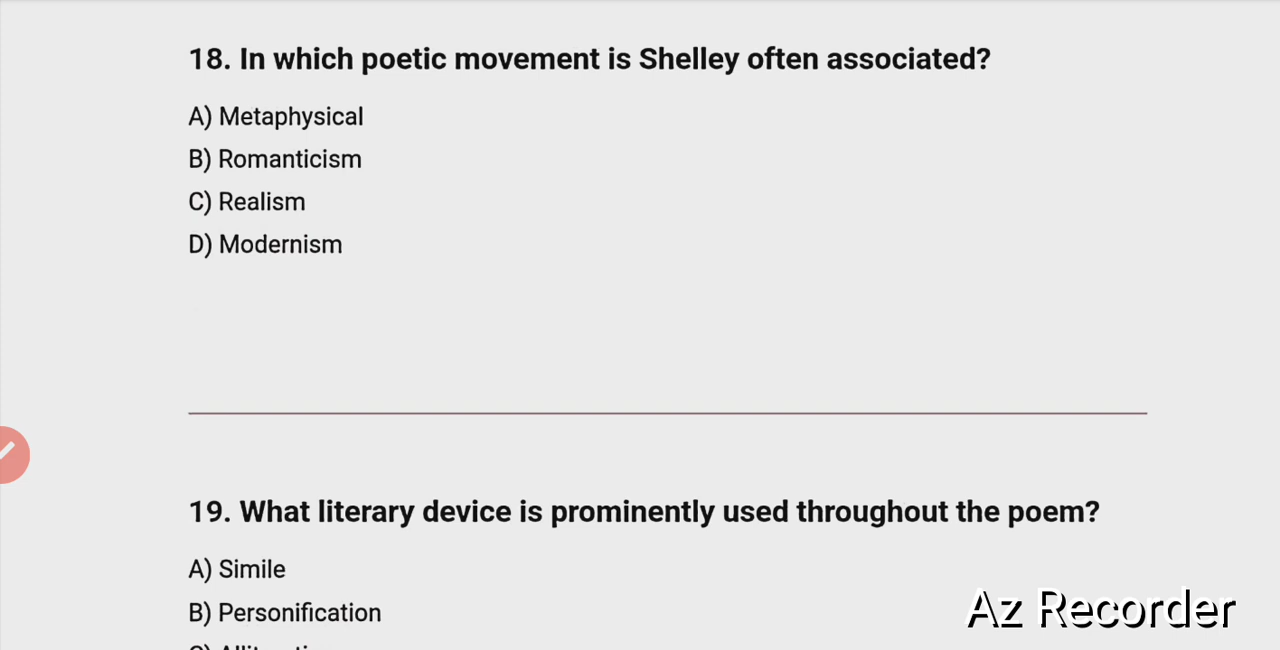 18. In which poetic movement is Shelley often associated?
A) Metaphysical
B) Romanticism
C) Realism
D) Modernism
19. What literary device is prominently used throughout the poem?
A) Simile
B) Personification
Az Recorder